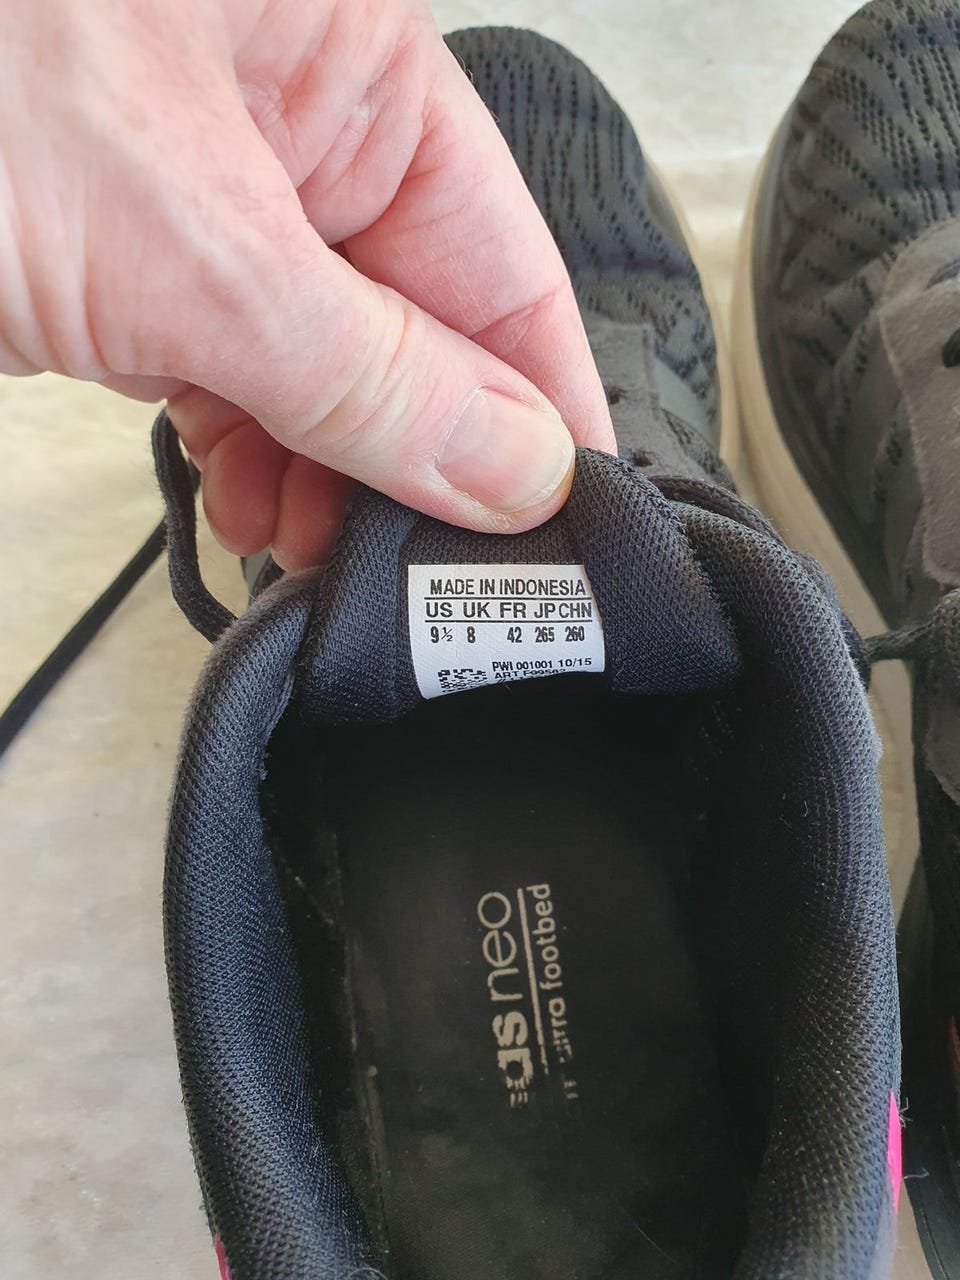 MADE IN INDONESIA
US UK FR JP CHN
9½ 8 42 265 260
PWI 001001 10/15
ART
neo
footbed